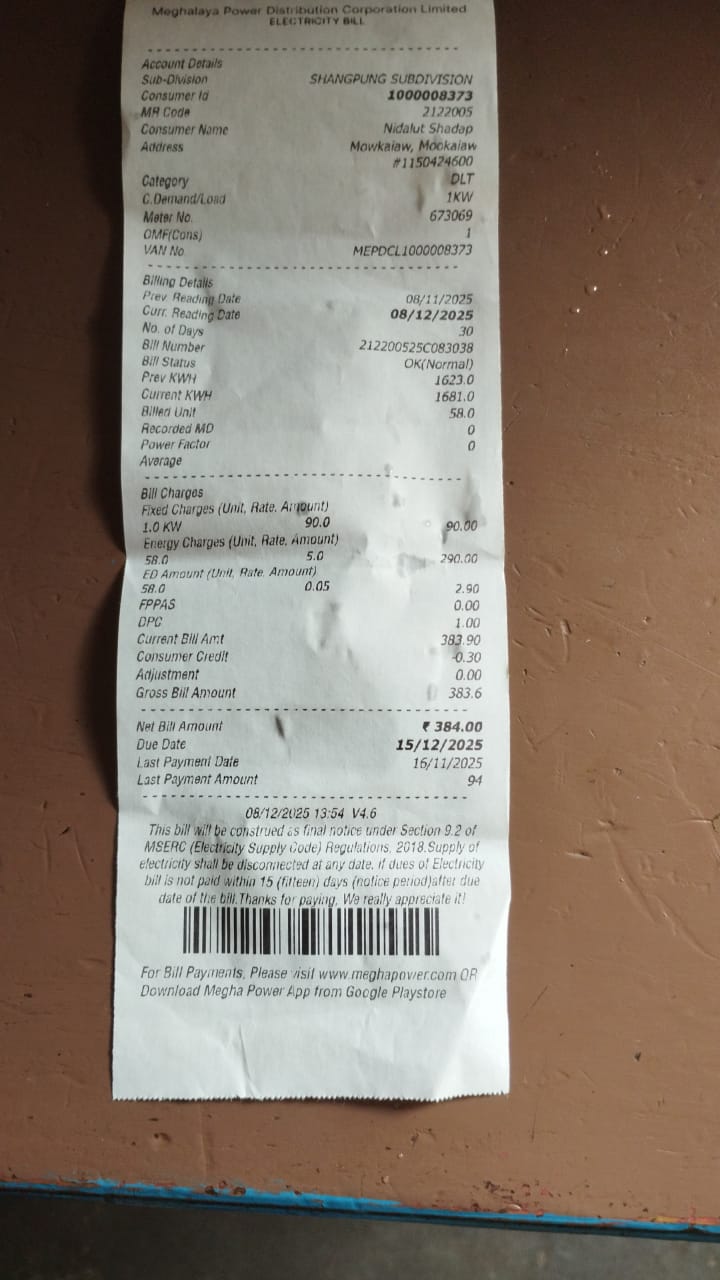 Meghalaya Power Distribution Corporation Limited
ELECTRICITY BILL
Account Details
Sub-Division SHANGPUNG SUBDIVISION
Consumer Id 1000008373
MR Code 2122005
Consumer Name Nidalut Shadap
Address Mowkaiaw, Mookaiaw
#1150424600
Category DLT
C.Demand/Load 1KW
Meter No. 673069
OMF(Cons) 1
VAN No MEPDCL1000008373
Billing Details
Prev Reading Date 08/11/2025
Curr. Reading Date 08/12/2025
No. of Days 30
Bill Number 212200525C083038
Bill Status OK(Normal)
Prev KWH 1623.0
Current KWH 1681.0
Billed Unit 58.0
Recorded MD 0
Power Factor 0
Average
Bill Charges
Fixed Charges (Unit, Rate, Amount)
1.0 KW 90.0 90.00
Energy Charges (Unit, Rate, Amount)
58.0 5.0 290.00
ED Amount (Unit, Rate, Amount)
58.0 0.05 2.90
FPPAS 0.00
DPC 1.00
Current Bill Amt 383.90
Consumer Credit -0.30
Adjustment 0.00
Gross Bill Amount 383.6
Net Bill Amount ₹ 384.00
Due Date 15/12/2025
Last Payment Date 16/11/2025
Last Payment Amount 94
08/12/2025 13:54 V4.6
This bill will be construed as final notice under Section 9.2 of
MSERC (Electricity Supply Code) Regulations, 2018.Supply of
electricity shall be disconnected at any date, if dues of Electricity
bill is not paid within 15 (fifteen) days (notice period)after due
date of the bill.Thanks for paying, We really appreciate it!
For Bill Payments, Please visit www.meghapower.com OR
Download Megha Power App from Google Playstore